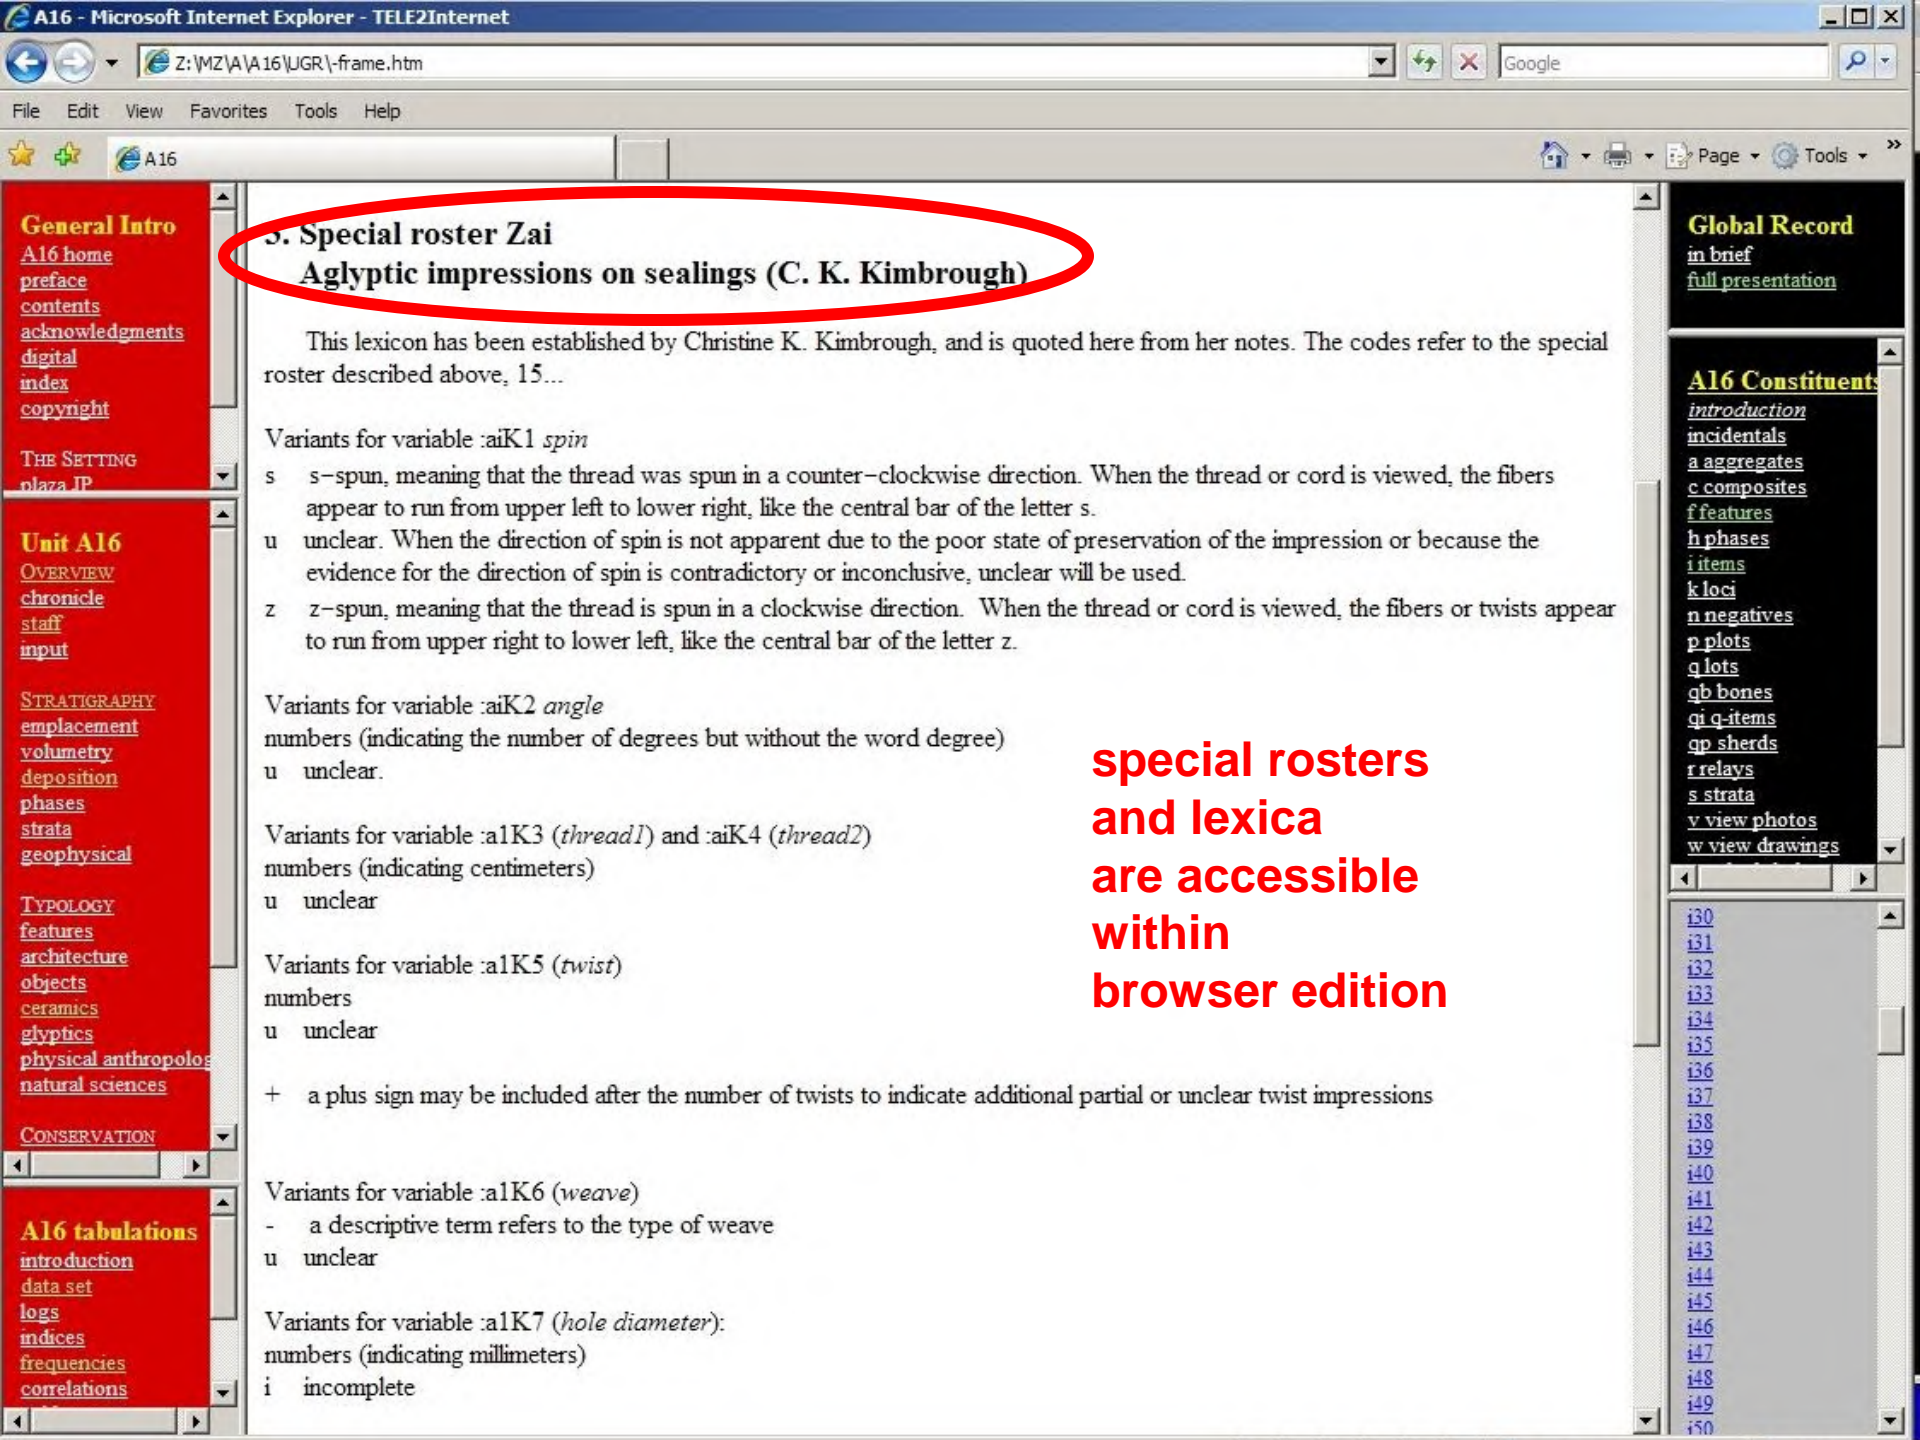 A16 - Microsoft Internet Explorer - TELE2Internet
Z:\MZ\A\A16\UGR\-frame.htm
Google
File Edit View Favorites Tools Help
A16
Page Tools »
General Intro
A16 home
preface
contents
acknowledgments
digital
index
copyright
THE SETTING
plaza JP
Unit A16
OVERVIEW
chronicle
staff
input
STRATIGRAPHY
emplacement
volumetry
deposition
phases
strata
geophysical
TYPOLOGY
features
architecture
objects
ceramics
glyptics
physical anthropolog
natural sciences
CONSERVATION
A16 tabulations
introduction
data set
logs
indices
frequencies
correlations
Special roster Zai
Aglyptic impressions on sealings (C. K. Kimbrough)
This lexicon has been established by Christine K. Kimbrough, and is quoted here from her notes. The codes refer to the special
roster described above, 15...
Variants for variable :aiK1 spin
s s-spun, meaning that the thread was spun in a counter-clockwise direction. When the thread or cord is viewed, the fibers
appear to run from upper left to lower right, like the central bar of the letter s.
u unclear. When the direction of spin is not apparent due to the poor state of preservation of the impression or because the
evidence for the direction of spin is contradictory or inconclusive, unclear will be used.
z z-spun, meaning that the thread is spun in a clockwise direction. When the thread or cord is viewed, the fibers or twists appear
to run from upper right to lower left, like the central bar of the letter z.
Variants for variable :aiK2 angle
numbers (indicating the number of degrees but without the word degree)
u unclear.
Variants for variable :a1K3 (thread1) and :aiK4 (thread2)
numbers (indicating centimeters)
u unclear
Variants for variable :a1K5 (twist)
numbers
u unclear
+ a plus sign may be included after the number of twists to indicate additional partial or unclear twist impressions
Variants for variable :a1K6 (weave)
- a descriptive term refers to the type of weave
u unclear
Variants for variable :a1K7 (hole diameter):
numbers (indicating millimeters)
i incomplete
special rosters
and lexica
are accessible
within
browser edition
Global Record
in brief
full presentation
A16 Constituents
introduction
incidentals
a aggregates
c composites
f features
h phases
i items
k loci
n negatives
p plots
q lots
qb bones
qi q-items
qp sherds
r relays
s strata
v view photos
w view drawings
i30
i31
i32
i33
i34
i35
i36
i37
i38
i39
i40
i41
i42
i43
i44
i45
i46
i47
i48
i49
i50